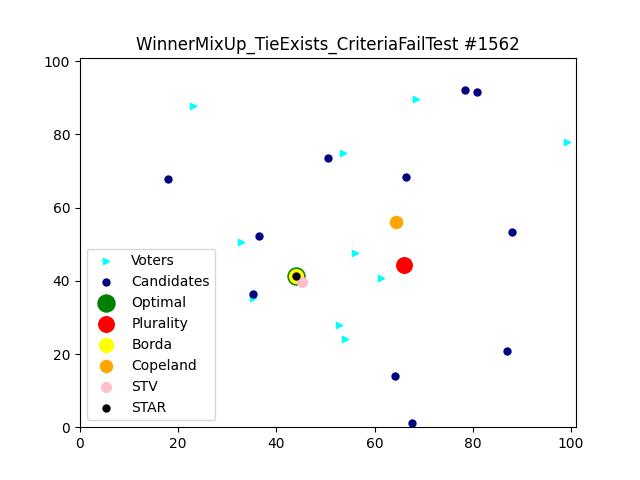 WinnerMixUp_TieExists_CriteriaFailTest #1562
100
80
60
40
20
0
Voters
Candidates
Optimal
Plurality
Borda
Copeland
STV
STAR
0 20 40 60 80 100